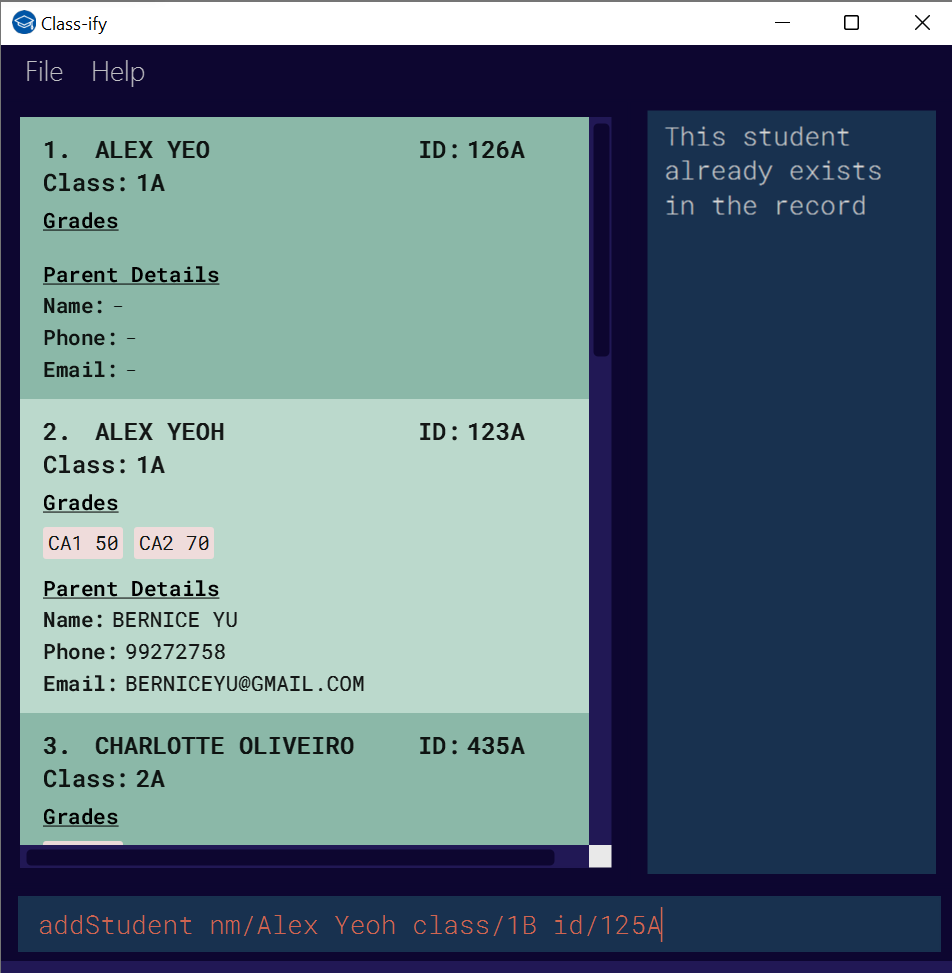 Class-ify
File Help
1. ALEX YEO ID: 126A
Class: 1A
Grades
Parent Details
Name: -
Phone: -
Email: -
2. ALEX YEOH ID: 123A
Class: 1A
Grades
CA1 50 CA2 70
Parent Details
Name: BERNICE YU
Phone: 99272758
Email: BERNICEYU@GMAIL.COM
3. CHARLOTTE OLIVEIRO ID: 435A
Class: 2A
Grades
This student
already exists
in the record
addStudent nm/Alex Yeoh class/1B id/125A